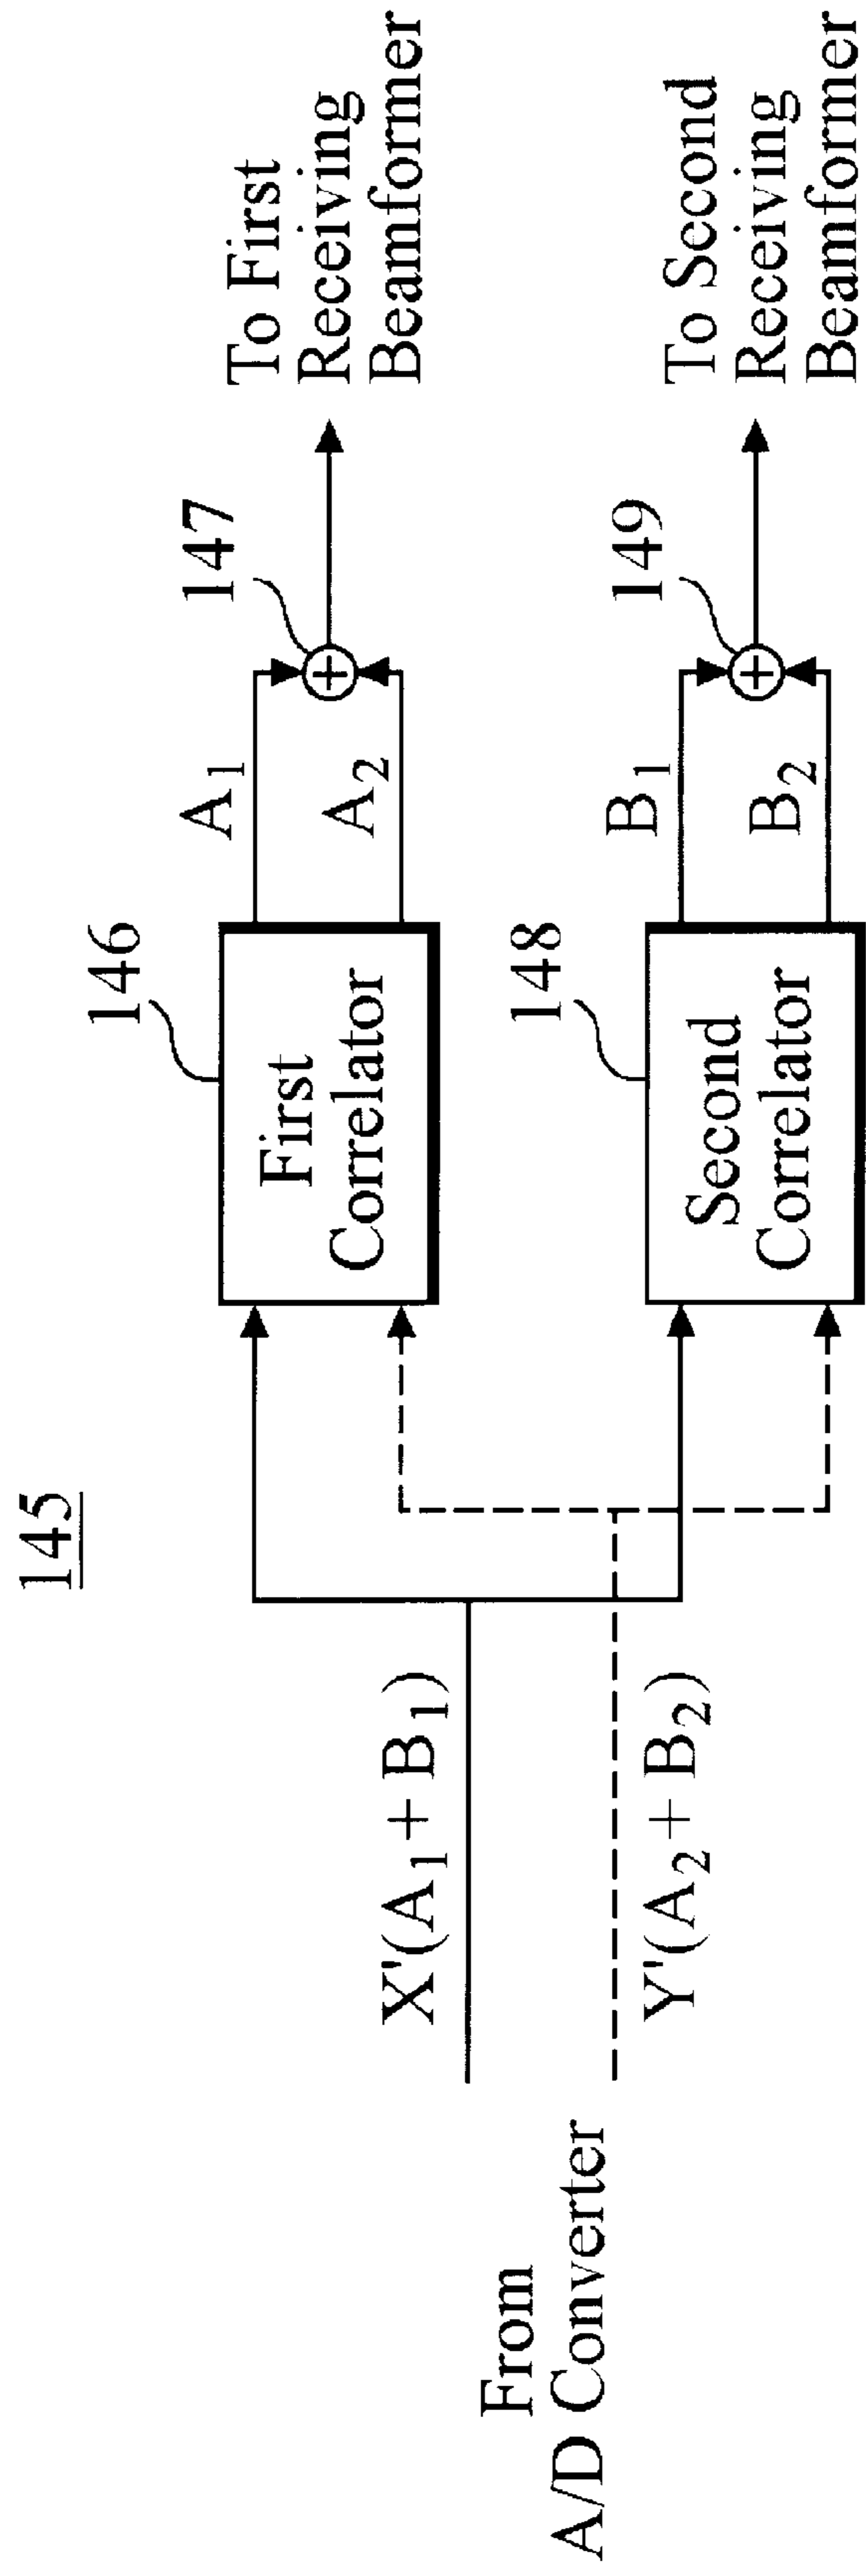 145
From
A/D Converter
X'(A₁ + B₁)
Y'(A₂ + B₂)
146
First
Correlator
A₁
A₂
147
To First
Receiving
Beamformer
148
Second
Correlator
B₁
B₂
149
To Second
Receiving
Beamformer